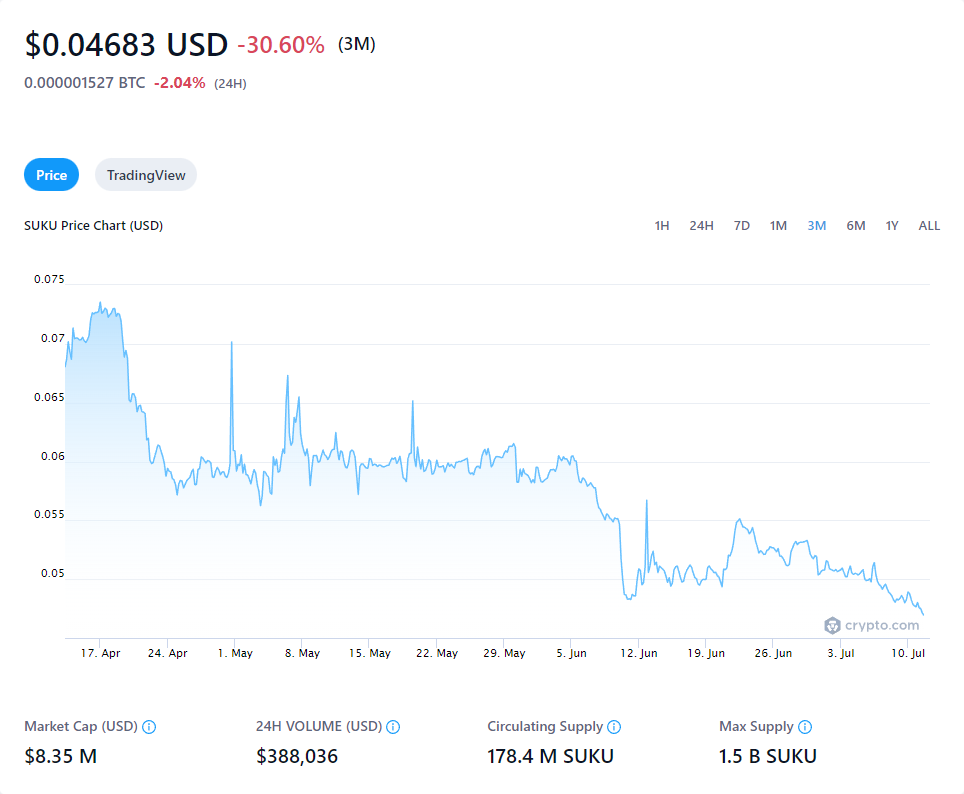 $0.04683 USD -30.60% (3M)
0.000001527 BTC -2.04% (24H)
Price TradingView
SUKU Price Chart (USD) 1H 24H 7D 1M 3M 6M 1Y ALL
0.075
0.07
0.065
0.06
0.055
0.05
crypto.com
17. Apr 24. Apr 1. May 8. May 15. May 22. May 29. May 5. Jun 12. Jun 19. Jun 26. Jun 3. Jul 10. Jul
Market Cap (USD) 24H VOLUME (USD) Circulating Supply Max Supply
$8.35 M $388,036 178.4 M SUKU 1.5 B SUKU